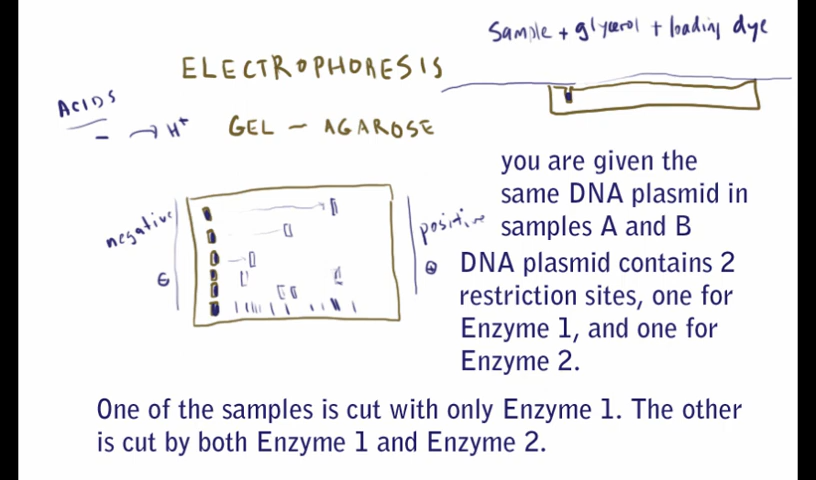 Sample + glycerol + loading dye
ELECTROPHORESIS
ACIDS
- → H+
GEL - AGAROSE
negative
⊖
positive
⊕
you are given the
same DNA plasmid in
samples A and B
DNA plasmid contains 2
restriction sites, one for
Enzyme 1, and one for
Enzyme 2.
One of the samples is cut with only Enzyme 1. The other
is cut by both Enzyme 1 and Enzyme 2.